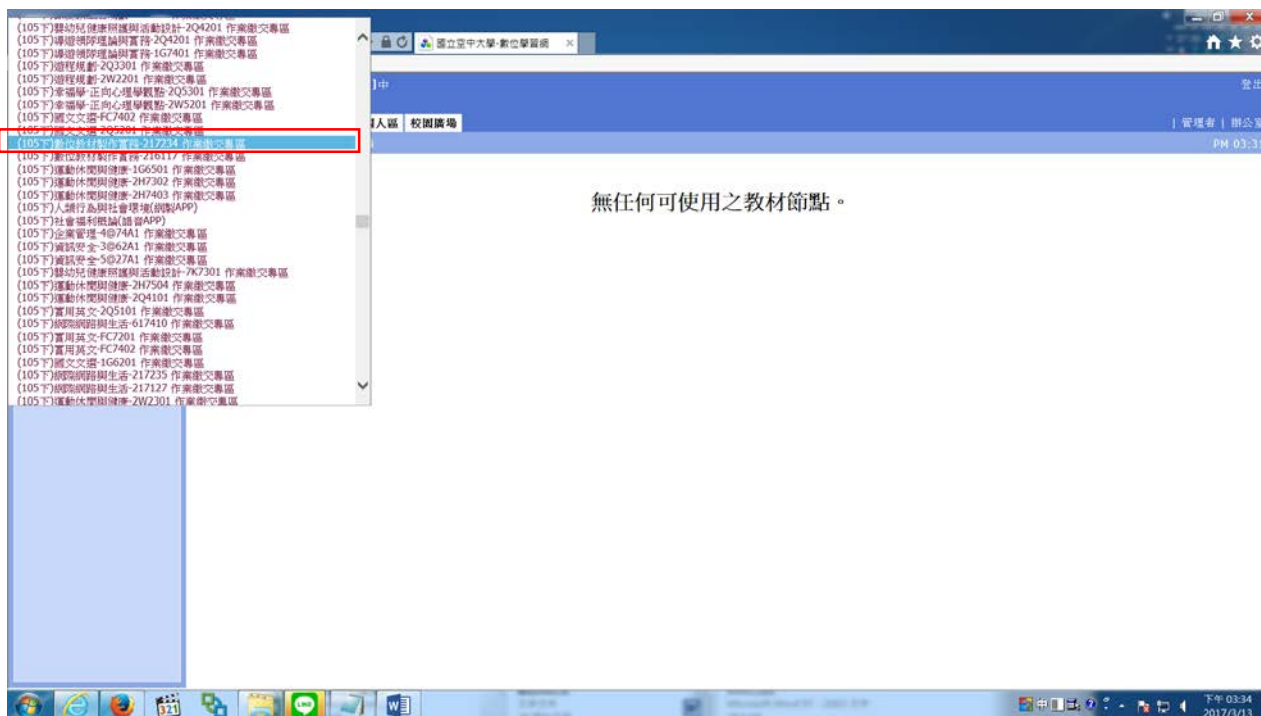 (105下)嬰幼兒健康照護與活動設計-2Q4201 作業繳交專區
(105下)導遊領隊理論與實務-2Q4201 作業繳交專區
(105下)導遊領隊理論與實務-1G7401 作業繳交專區
(105下)遊程規劃-2Q3301 作業繳交專區
(105下)遊程規劃-2W2201 作業繳交專區
(105下)幸福學-正向心理學觀點-2Q5301 作業繳交專區
(105下)幸福學-正向心理學觀點-2W5201 作業繳交專區
(105下)國文文選-FC7402 作業繳交專區
(105下)國文文選-2Q5201 作業繳交專區
(105下)數位教材製作實務-217234 作業繳交專區
(105下)數位教材製作實務-216117 作業繳交專區
(105下)運動休閒與健康-1G6501 作業繳交專區
(105下)運動休閒與健康-2H7302 作業繳交專區
(105下)運動休閒與健康-2H7403 作業繳交專區
(105下)人類行為與社會環境(網製APP)
(105下)社會福利概論(語音APP)
(105下)企業管理-4@74A1 作業繳交專區
(105下)資訊安全-3@62A1 作業繳交專區
(105下)資訊安全-5@27A1 作業繳交專區
(105下)嬰幼兒健康照護與活動設計-7K7301 作業繳交專區
(105下)運動休閒與健康-2H7504 作業繳交專區
(105下)運動休閒與健康-2Q4101 作業繳交專區
(105下)實用英文-2Q5101 作業繳交專區
(105下)網際網路與生活-617410 作業繳交專區
(105下)實用英文-FC7201 作業繳交專區
(105下)實用英文-FC7402 作業繳交專區
(105下)國文文選-1G6201 作業繳交專區
(105下)網際網路與生活-217235 作業繳交專區
(105下)網際網路與生活-217127 作業繳交專區
(105下)運動休閒與健康-2W2301 作業繳交專區
國立空中大學-數位學習網
中
登出
人區 校園廣場
管理者 | 辦公室
PM 03:3
無任何可使用之教材節點。
321
LINE
中
下午 03:34
2017/3/13